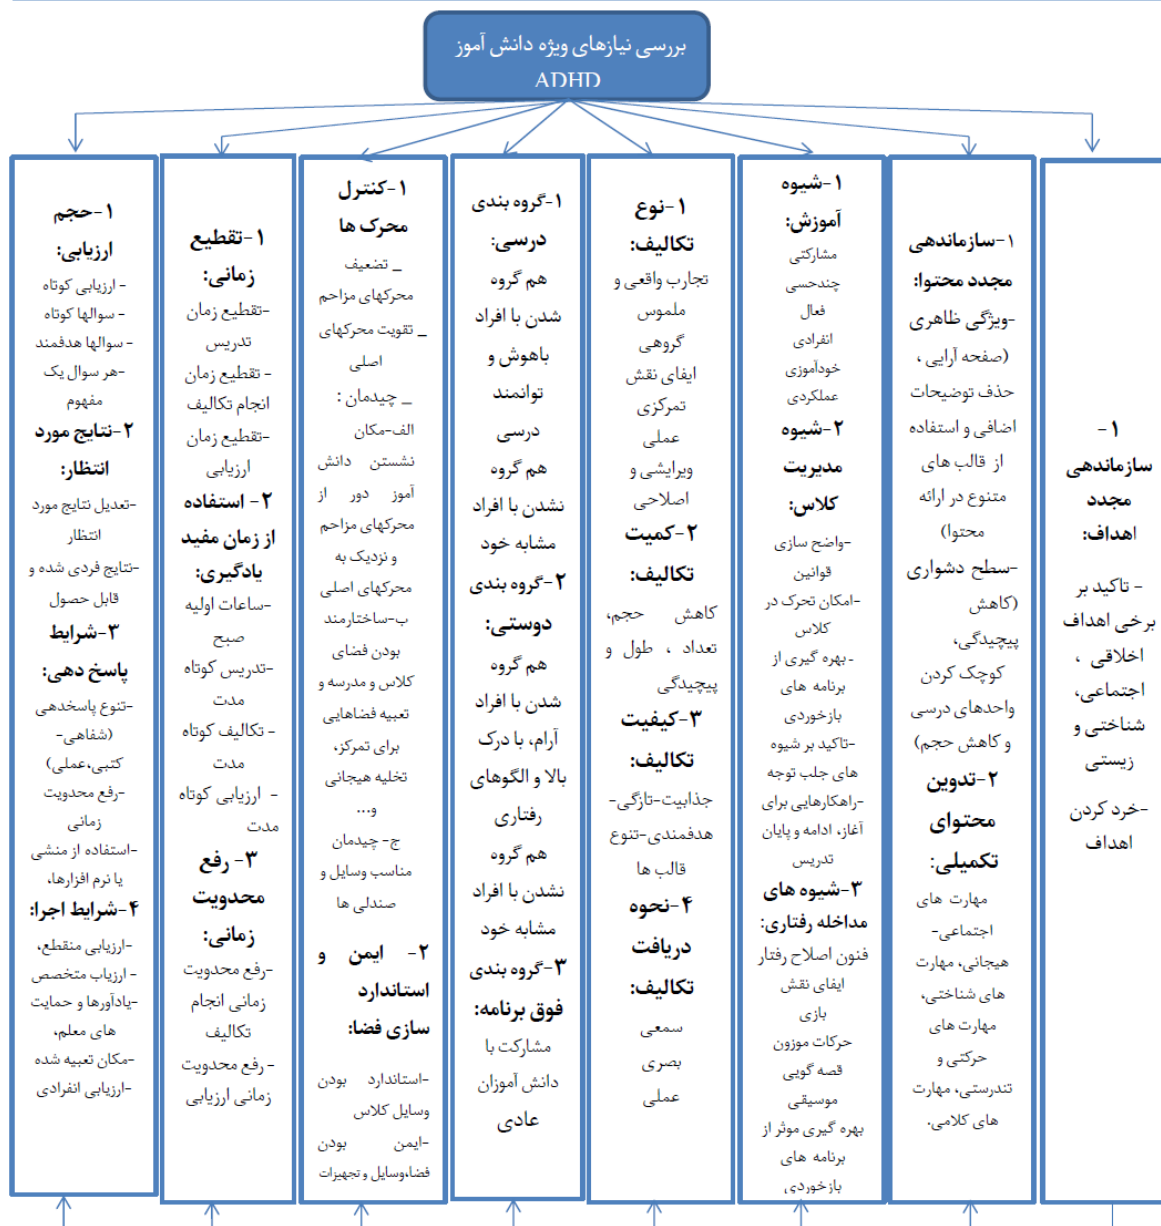 بررسی نیازهای ویژه دانش آموز
ADHD
۱-
سازماندهی
مجدد
اهداف:
- تاکید بر
برخی اهداف
اخلاقی ،
اجتماعی،
شناختی و
زیستی
-خرد کردن
اهداف
۱-سازماندهی
مجدد محتوا:
-ویژگی ظاهری
(صفحه آرایی ،
حذف توضیحات
اضافی و استفاده
از قالب های
متنوع در ارائه
محتوا)
-سطح دشواری
(کاهش
پیچیدگی،
کوچک کردن
واحدهای درسی
و کاهش حجم)
۲-تدوین
محتوای
تکمیلی:
مهارت های
اجتماعی-
هیجانی، مهارت
های شناختی،
مهارت های
حرکتی و
تندرستی، مهارت
های کلامی.
۱-شیوه
آموزش:
مشارکتی
چندحسی
فعال
انفرادی
خودآموزی
عملکردی
۲-شیوه
مدیریت
کلاس:
-واضح سازی
قوانین
-امکان تحرک در
کلاس
-بهره گیری از
برنامه های
بازخوردی
-تاکید بر شیوه
های جلب توجه
-راهکارهایی برای
آغاز، ادامه و پایان
تدریس
۳-شیوه های
مداخله رفتاری:
فنون اصلاح رفتار
ایفای نقش
بازی
حرکات موزون
قصه گویی
موسیقی
بهره گیری موثر از
برنامه های
بازخوردی
۱-نوع
تکالیف:
تجارب واقعی و
ملموس
گروهی
ایفای نقش
تمرکزی
عملی
ویرایشی و
اصلاحی
۲-کمیت
تکالیف:
کاهش حجم،
تعداد ، طول و
پیچیدگی
۳-کیفیت
تکالیف:
جذابیت-تازگی-
هدفمندی-تنوع
قالب ها
۴-نحوه
دریافت
تکالیف:
سمعی
بصری
عملی
۱-گروه بندی
درسی:
هم گروه
شدن با افراد
باهوش و
توانمند
درسی
هم گروه
نشدن با افراد
مشابه خود
۲-گروه بندی
دوستی:
هم گروه
شدن با افراد
آرام، با درک
بالا و الگوهای
رفتاری
هم گروه
نشدن با افراد
مشابه خود
۳-گروه بندی
فوق برنامه:
مشارکت با
دانش آموزان
عادی
۱-کنترل
محرک ها
_ تضعیف
محرکهای مزاحم
_ تقویت محرکهای
اصلی
_ چیدمان :
الف-مکان
نشستن دانش
آموز دور از
محرکهای مزاحم
و نزدیک به
محرکهای اصلی
ب-ساختارمند
بودن فضای
کلاس و مدرسه و
تعبیه فضاهایی
برای تمرکز،
تخلیه هیجانی
و...
ج- چیدمان
مناسب وسایل و
صندلی ها
۲- ایمن و
استاندارد
سازی فضا:
-استاندارد بودن
وسایل کلاس
-ایمن بودن
فضا،وسایل و تجهیزات
۱-تقطیع
زمانی:
-تقطیع زمان
تدریس
- تقطیع زمان
انجام تکالیف
-تقطیع زمان
ارزیابی
۲- استفاده
از زمان مفید
یادگیری:
-ساعات اولیه
صبح
-تدریس کوتاه
مدت
- تکالیف کوتاه
مدت
- ارزیابی کوتاه
مدت
۳- رفع
محدویت
زمانی:
-رفع محدویت
زمانی انجام
تکالیف
- رفع محدویت
زمانی ارزیابی
۱-حجم
ارزیابی:
- ارزیابی کوتاه
- سوالها کوتاه
- سوالها هدفمند
-هر سوال یک
مفهوم
۲-نتایج مورد
انتظار:
-تعدیل نتایج مورد
انتظار
-نتایج فردی شده و
قابل حصول
۳-شرایط
پاسخ دهی:
-تنوع پاسخدهی
(شفاهی-
کتبی،عملی)
-رفع محدویت
زمانی
-استفاده از منشی
یا نرم افزارها،
۴-شرایط اجرا:
-ارزیابی منقطع،
- ارزیاب متخصص
-یادآورها و حمایت
های معلم،
-مکان تعبیه شده
-ارزیابی انفرادی